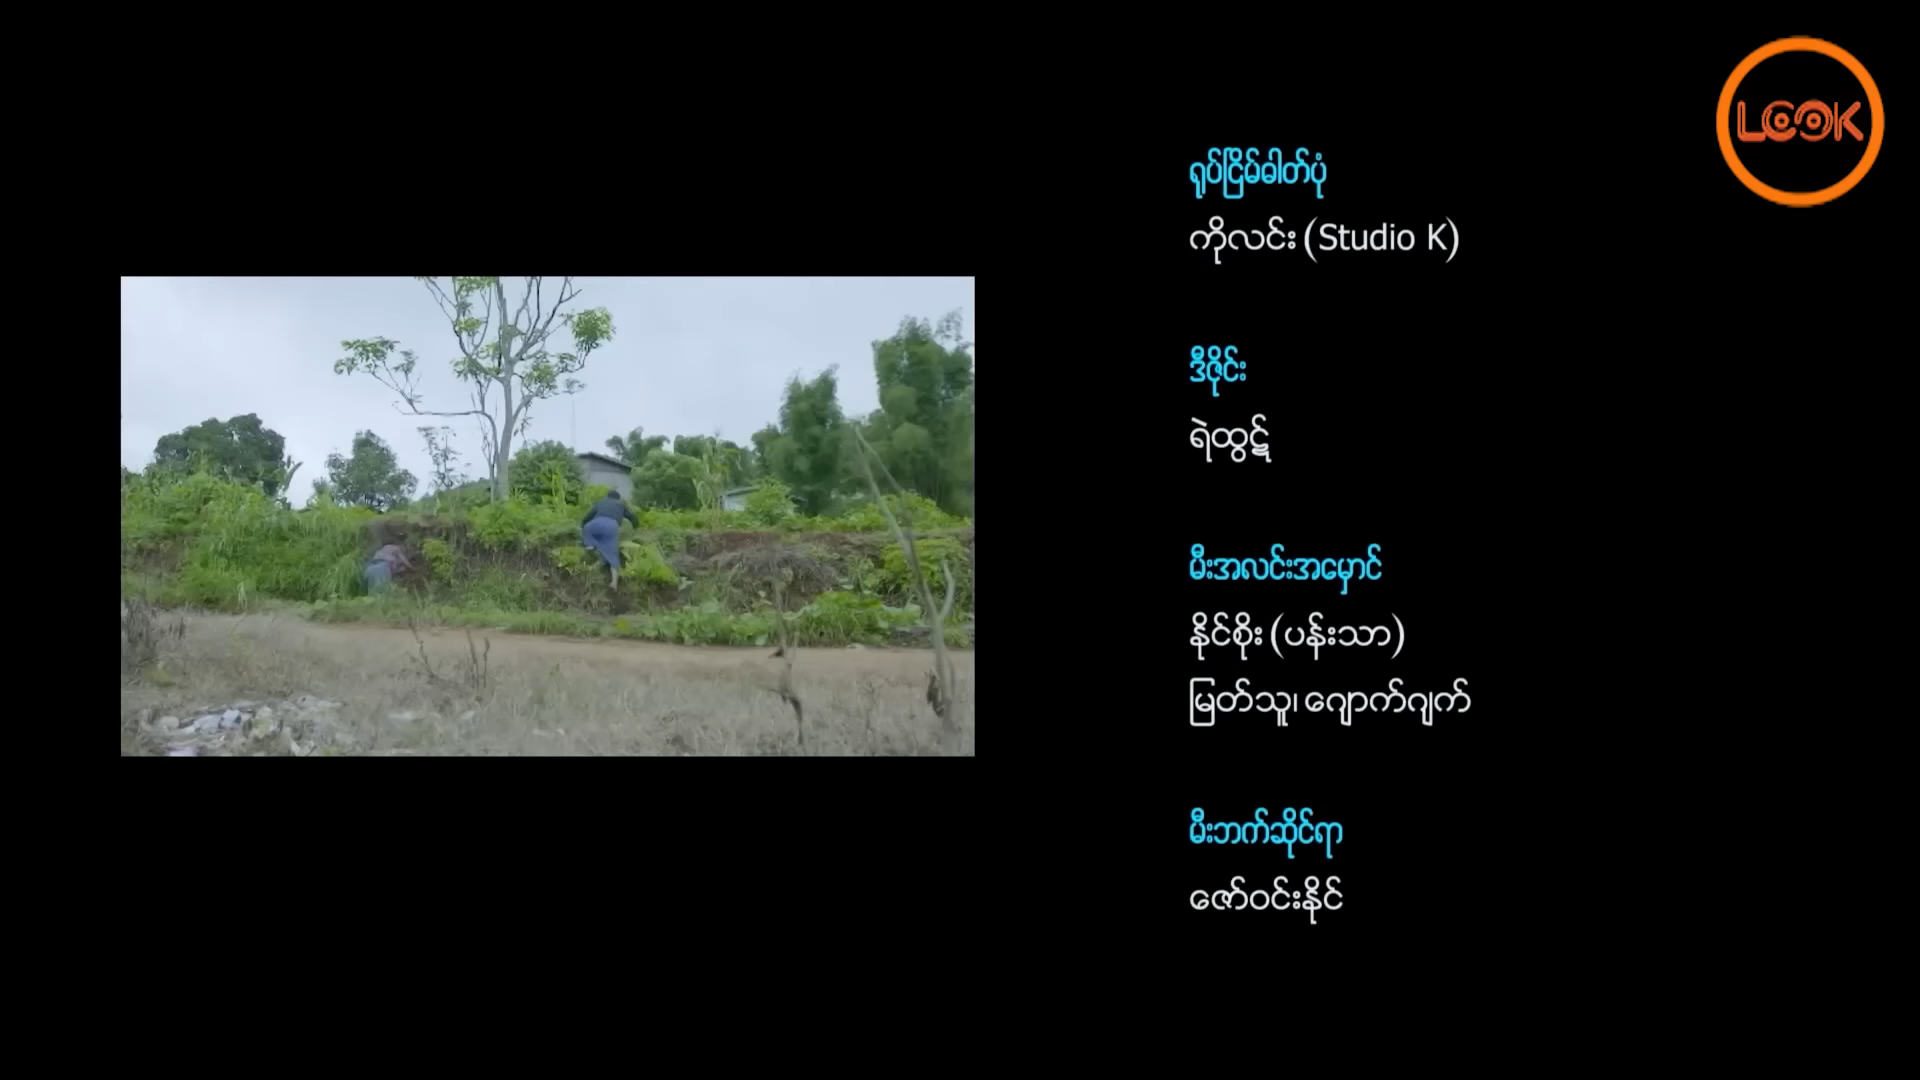 LOOK
ရုပ်ငြိမ်ဓါတ်ပုံ
ကိုလင်း (Studio K)
ဒီဇိုင်း
ရဲထွဋ်
မီးအလင်းအမှောင်
နိုင်စိုး (ပန်းသာ)
မြတ်သူ၊ ဂျောက်ဂျက်
မီးဘက်ဆိုင်ရာ
ဇော်ဝင်းနိုင်